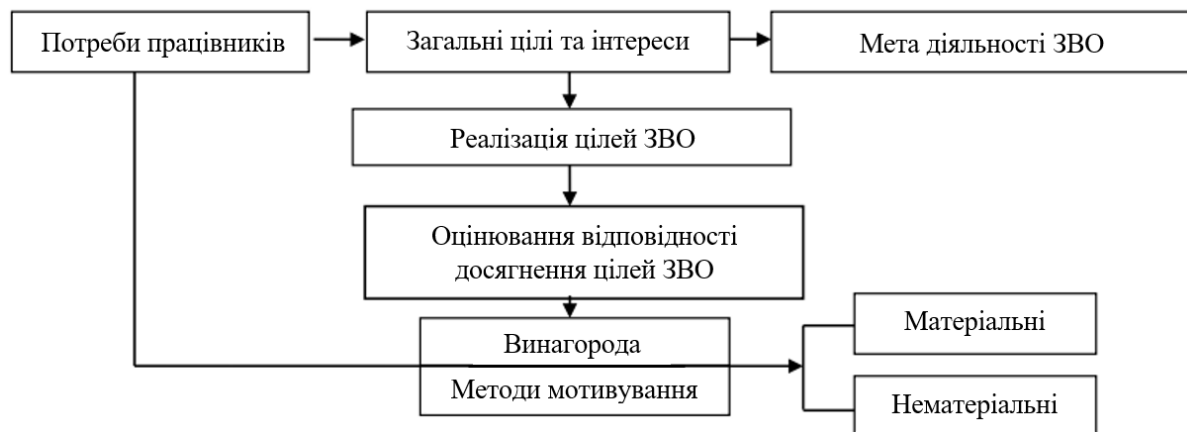 Потреби працівників
Загальні цілі та інтереси
Мета діяльності ЗВО
Реалізація цілей ЗВО
Оцінювання відповідності
досягнення цілей ЗВО
Винагорода
Методи мотивування
Матеріальні
Нематеріальні